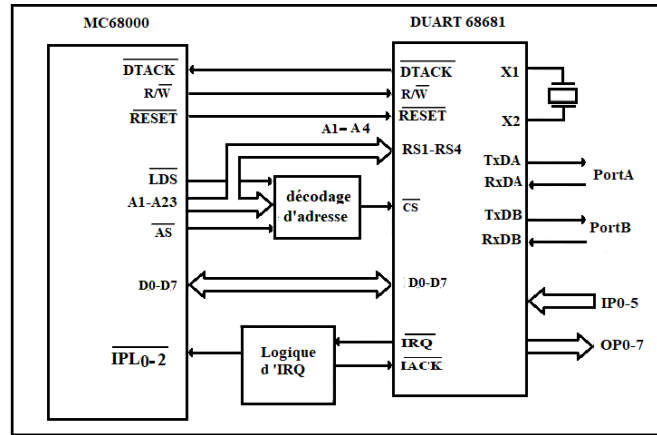 MC68000
DUART 68681
DTACK
DTACK
X1
R/W
R/W
RESET
RESET
X2
A1-A4
RS1-RS4
TxDA
LDS
RxDA
PortA
A1-A23
décodage
d'adresse
CS
TxDB
AS
RxDB
PortB
D0-D7
D0-D7
IP0-5
IPL0-2
Logique
d 'IRQ
IRQ
IACK
OP0-7